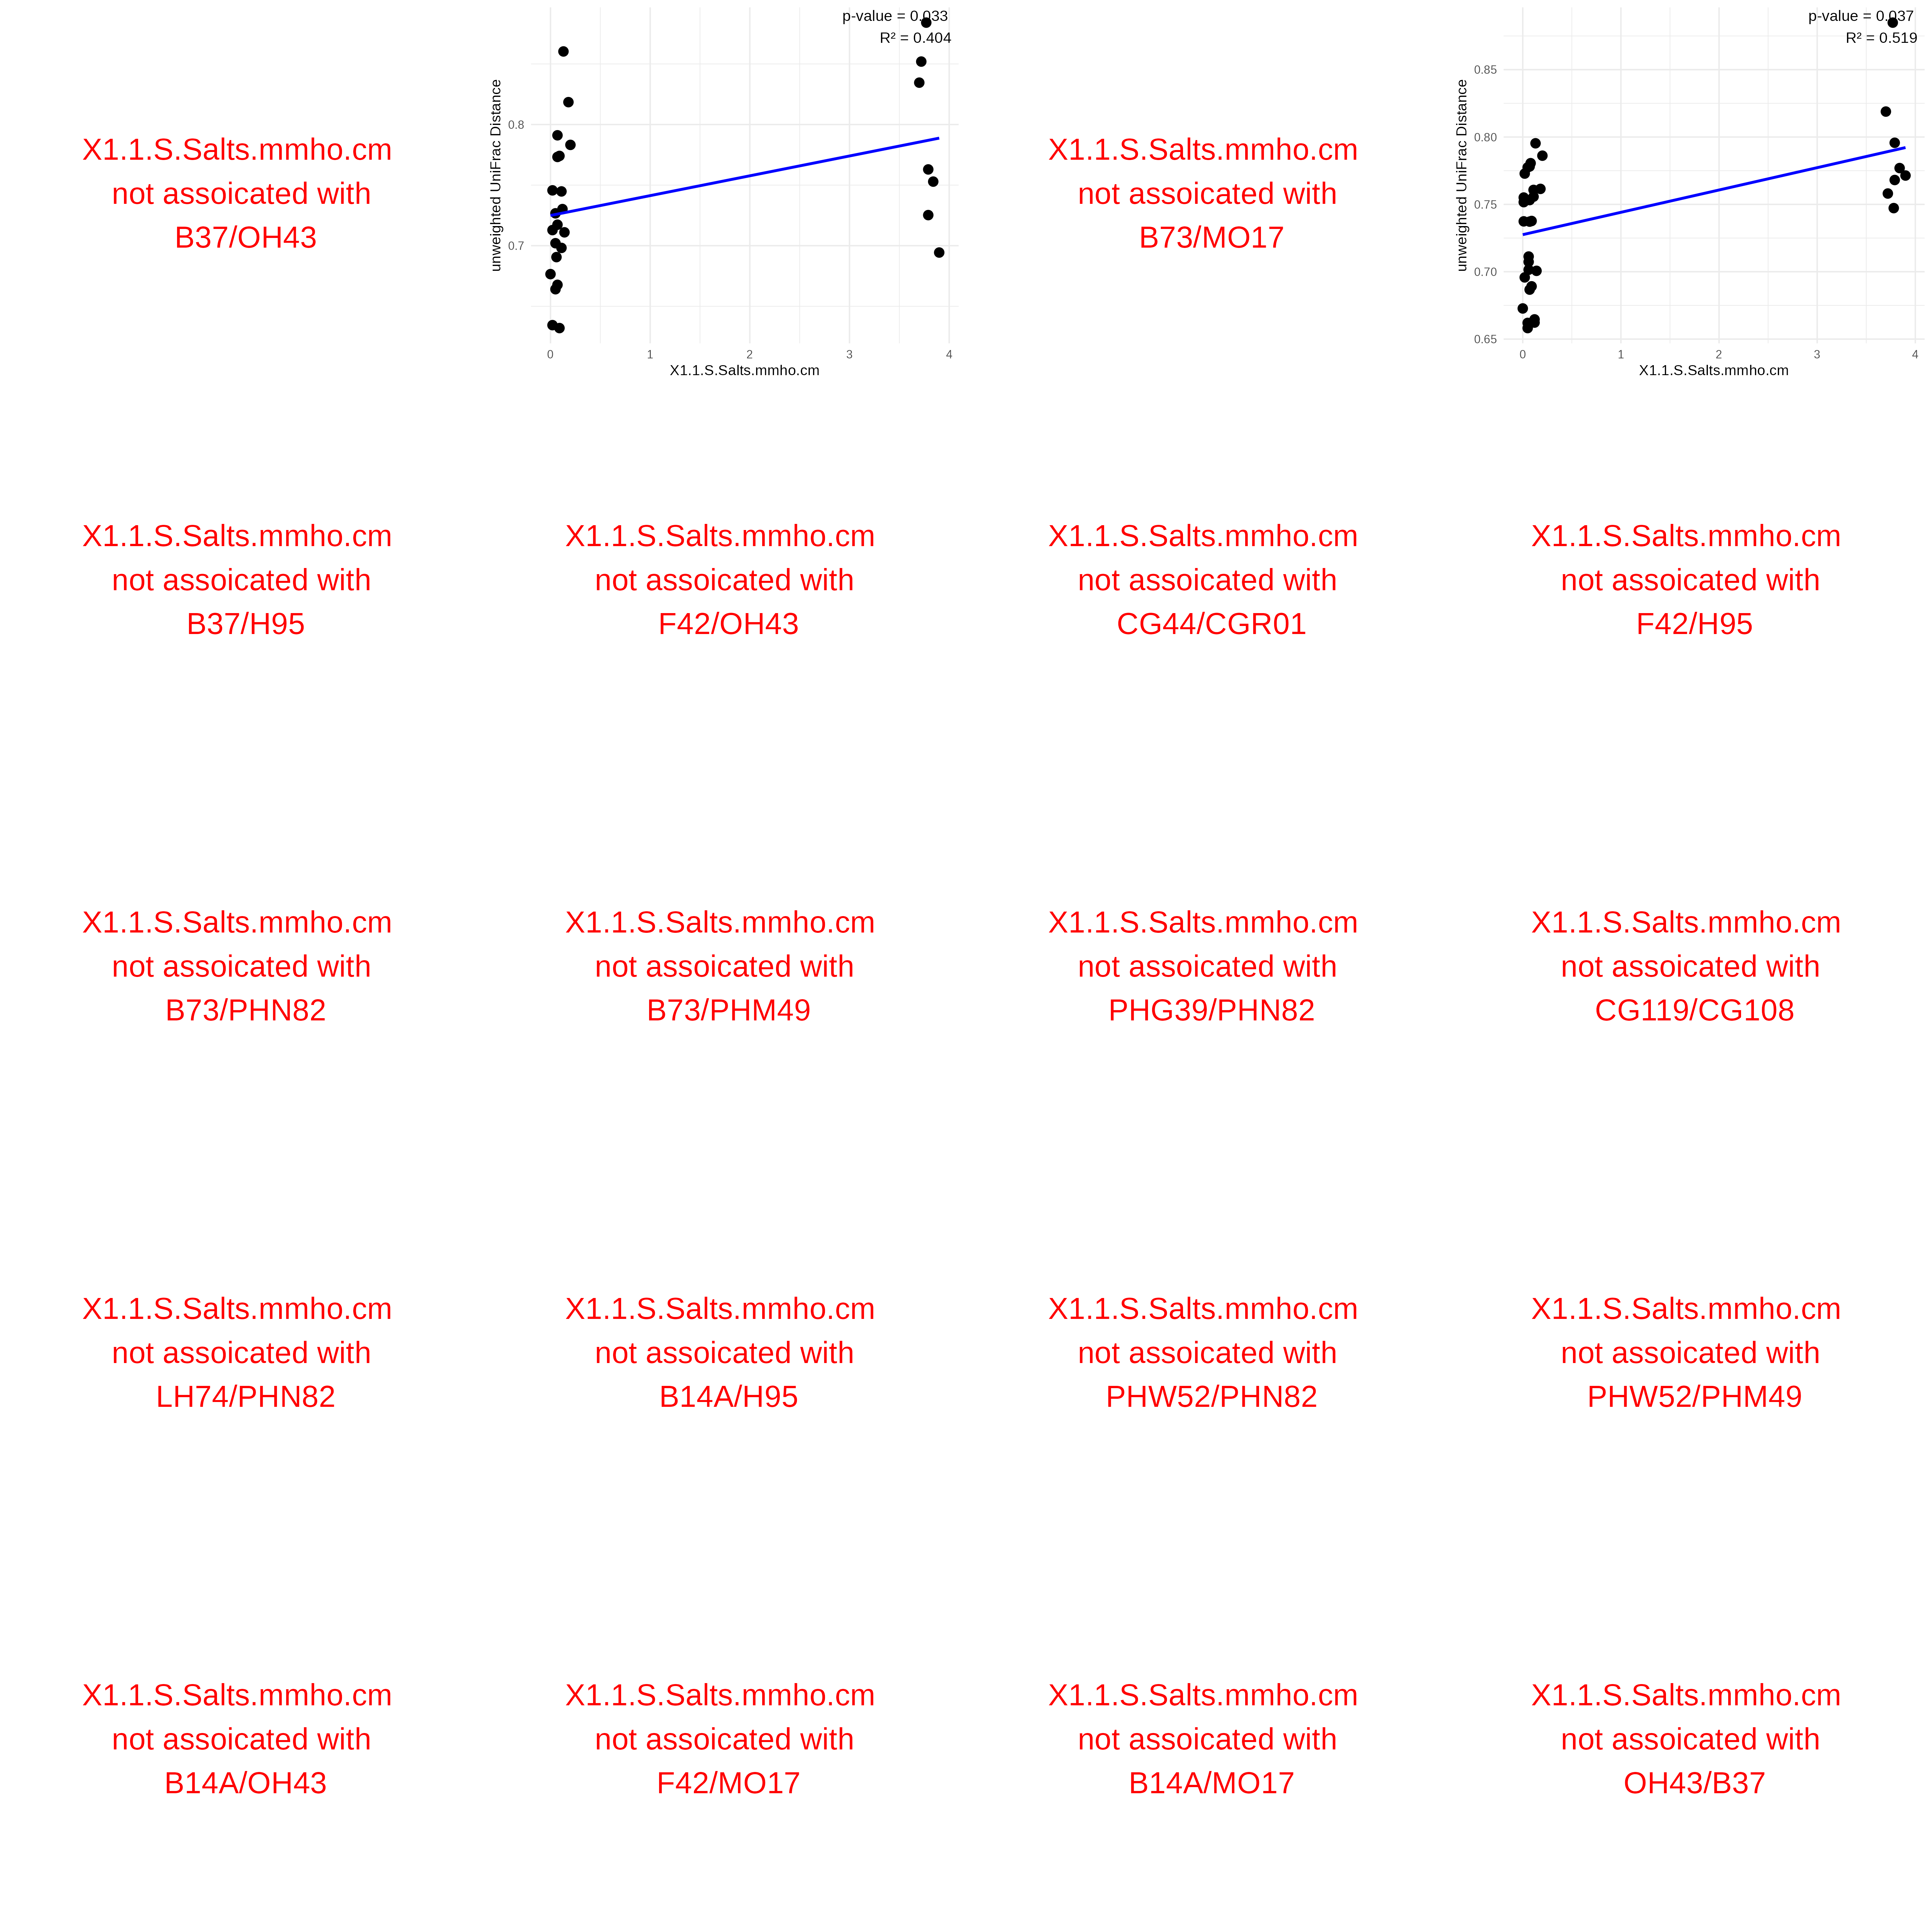 X1.1.S.Salts.mmho.cm
not assoicated with
B37/OH43
p-value = 0.033
R² = 0.404
unweighted UniFrac Distance
0.8
0.7
0 1 2 3 4
X1.1.S.Salts.mmho.cm
X1.1.S.Salts.mmho.cm
not assoicated with
B73/MO17
p-value = 0.037
R² = 0.519
unweighted UniFrac Distance
0.85
0.80
0.75
0.70
0.65
0 1 2 3 4
X1.1.S.Salts.mmho.cm
X1.1.S.Salts.mmho.cm
not assoicated with
B37/H95
X1.1.S.Salts.mmho.cm
not assoicated with
F42/OH43
X1.1.S.Salts.mmho.cm
not assoicated with
CG44/CGR01
X1.1.S.Salts.mmho.cm
not assoicated with
F42/H95
X1.1.S.Salts.mmho.cm
not assoicated with
B73/PHN82
X1.1.S.Salts.mmho.cm
not assoicated with
B73/PHM49
X1.1.S.Salts.mmho.cm
not assoicated with
PHG39/PHN82
X1.1.S.Salts.mmho.cm
not assoicated with
CG119/CG108
X1.1.S.Salts.mmho.cm
not assoicated with
LH74/PHN82
X1.1.S.Salts.mmho.cm
not assoicated with
B14A/H95
X1.1.S.Salts.mmho.cm
not assoicated with
PHW52/PHN82
X1.1.S.Salts.mmho.cm
not assoicated with
PHW52/PHM49
X1.1.S.Salts.mmho.cm
not assoicated with
B14A/OH43
X1.1.S.Salts.mmho.cm
not assoicated with
F42/MO17
X1.1.S.Salts.mmho.cm
not assoicated with
B14A/MO17
X1.1.S.Salts.mmho.cm
not assoicated with
OH43/B37